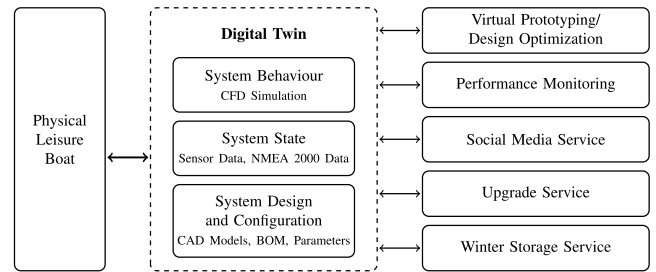 Physical
Leisure
Boat
Digital Twin
System Behaviour
CFD Simulation
System State
Sensor Data, NMEA 2000 Data
System Design
and Configuration
CAD Models, BOM, Parameters
Virtual Prototyping/
Design Optimization
Performance Monitoring
Social Media Service
Upgrade Service
Winter Storage Service